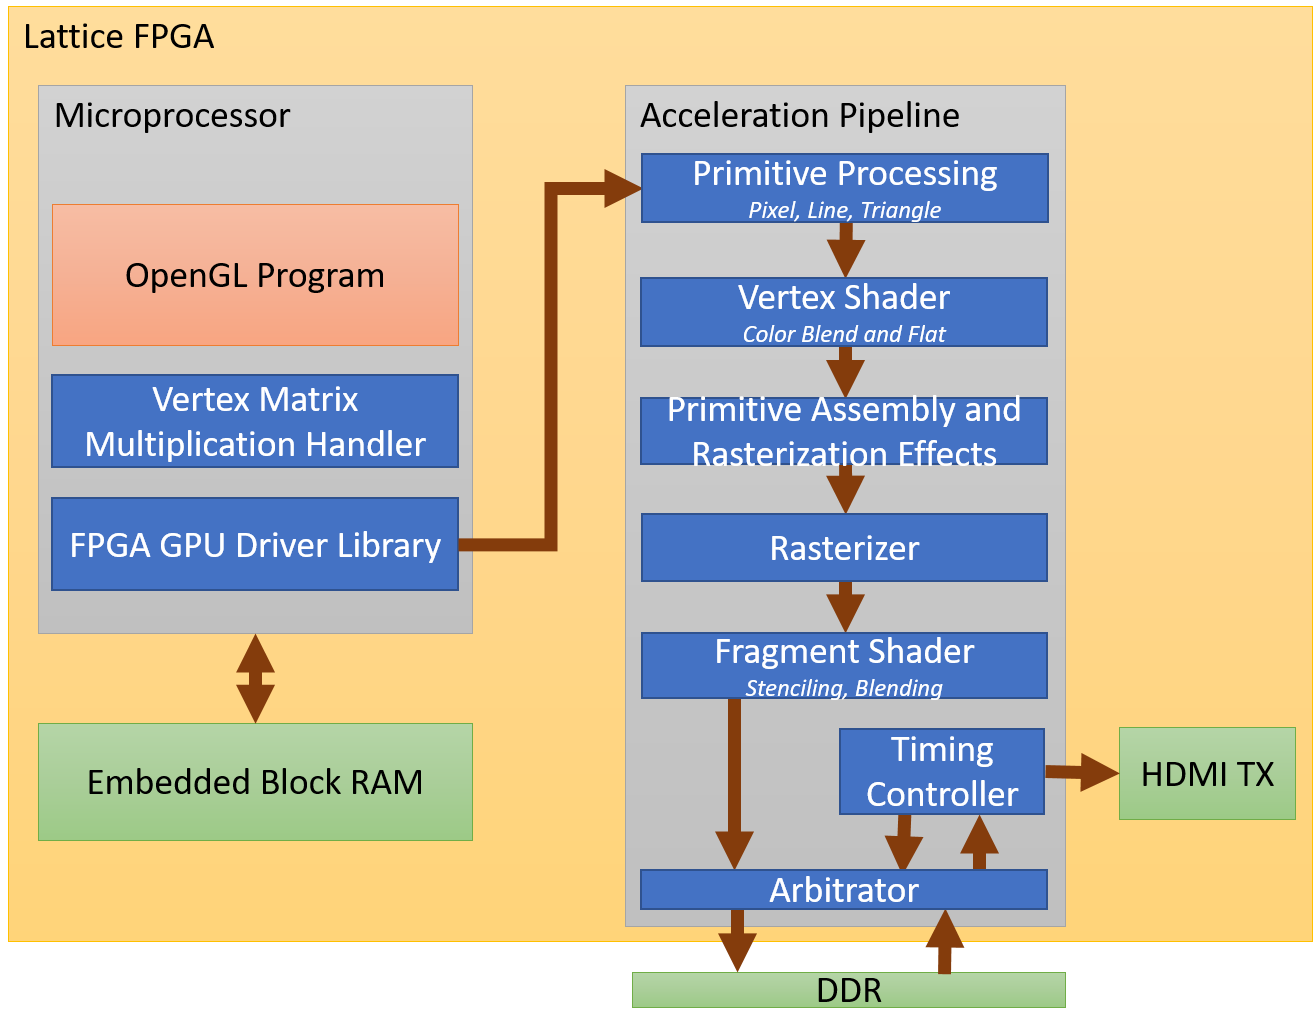 Lattice FPGA
Microprocessor
OpenGL Program
Vertex Matrix
Multiplication Handler
FPGA GPU Driver Library
Embedded Block RAM
Acceleration Pipeline
Primitive Processing
Pixel, Line, Triangle
Vertex Shader
Color Blend and Flat
Primitive Assembly and
Rasterization Effects
Rasterizer
Fragment Shader
Stenciling, Blending
Timing
Controller
HDMI TX
Arbitrator
DDR